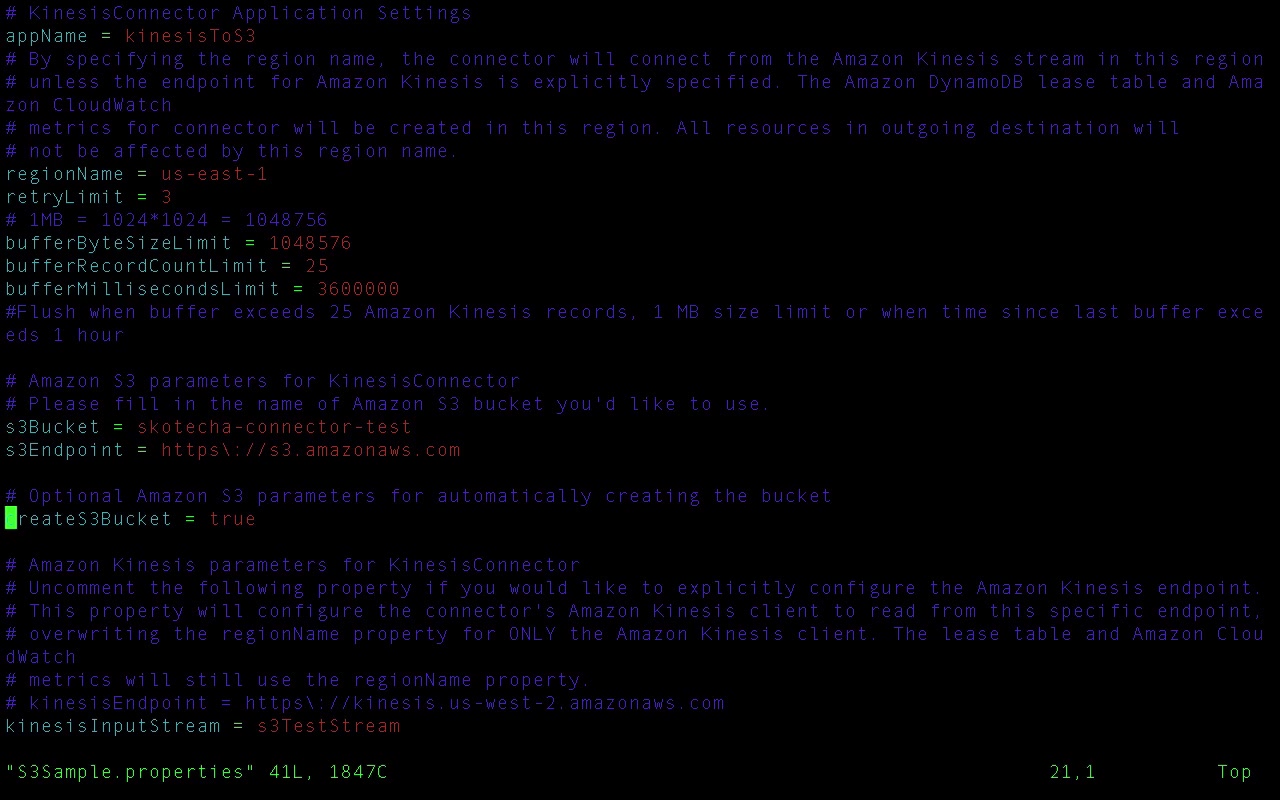 # KinesisConnector Application Settings
appName = kinesisToS3
# By specifying the region name, the connector will connect from the Amazon Kinesis stream in this region
# unless the endpoint for Amazon Kinesis is explicitly specified. The Amazon DynamoDB lease table and Ama
zon CloudWatch
# metrics for connector will be created in this region. All resources in outgoing destination will
# not be affected by this region name.
regionName = us-east-1
retryLimit = 3
# 1MB = 1024*1024 = 1048756
bufferByteSizeLimit = 1048576
bufferRecordCountLimit = 25
bufferMillisecondsLimit = 3600000
#Flush when buffer exceeds 25 Amazon Kinesis records, 1 MB size limit or when time since last buffer exce
eds 1 hour
# Amazon S3 parameters for KinesisConnector
# Please fill in the name of Amazon S3 bucket you'd like to use.
s3Bucket = skotecha-connector-test
s3Endpoint = https\://s3.amazonaws.com
# Optional Amazon S3 parameters for automatically creating the bucket
createS3Bucket = true
# Amazon Kinesis parameters for KinesisConnector
# Uncomment the following property if you would like to explicitly configure the Amazon Kinesis endpoint.
# This property will configure the connector's Amazon Kinesis client to read from this specific endpoint,
# overwriting the regionName property for ONLY the Amazon Kinesis client. The lease table and Amazon Clou
dWatch
# metrics will still use the regionName property.
# kinesisEndpoint = https\://kinesis.us-west-2.amazonaws.com
kinesisInputStream = s3TestStream
"S3Sample.properties" 41L, 1847C 21,1 Top